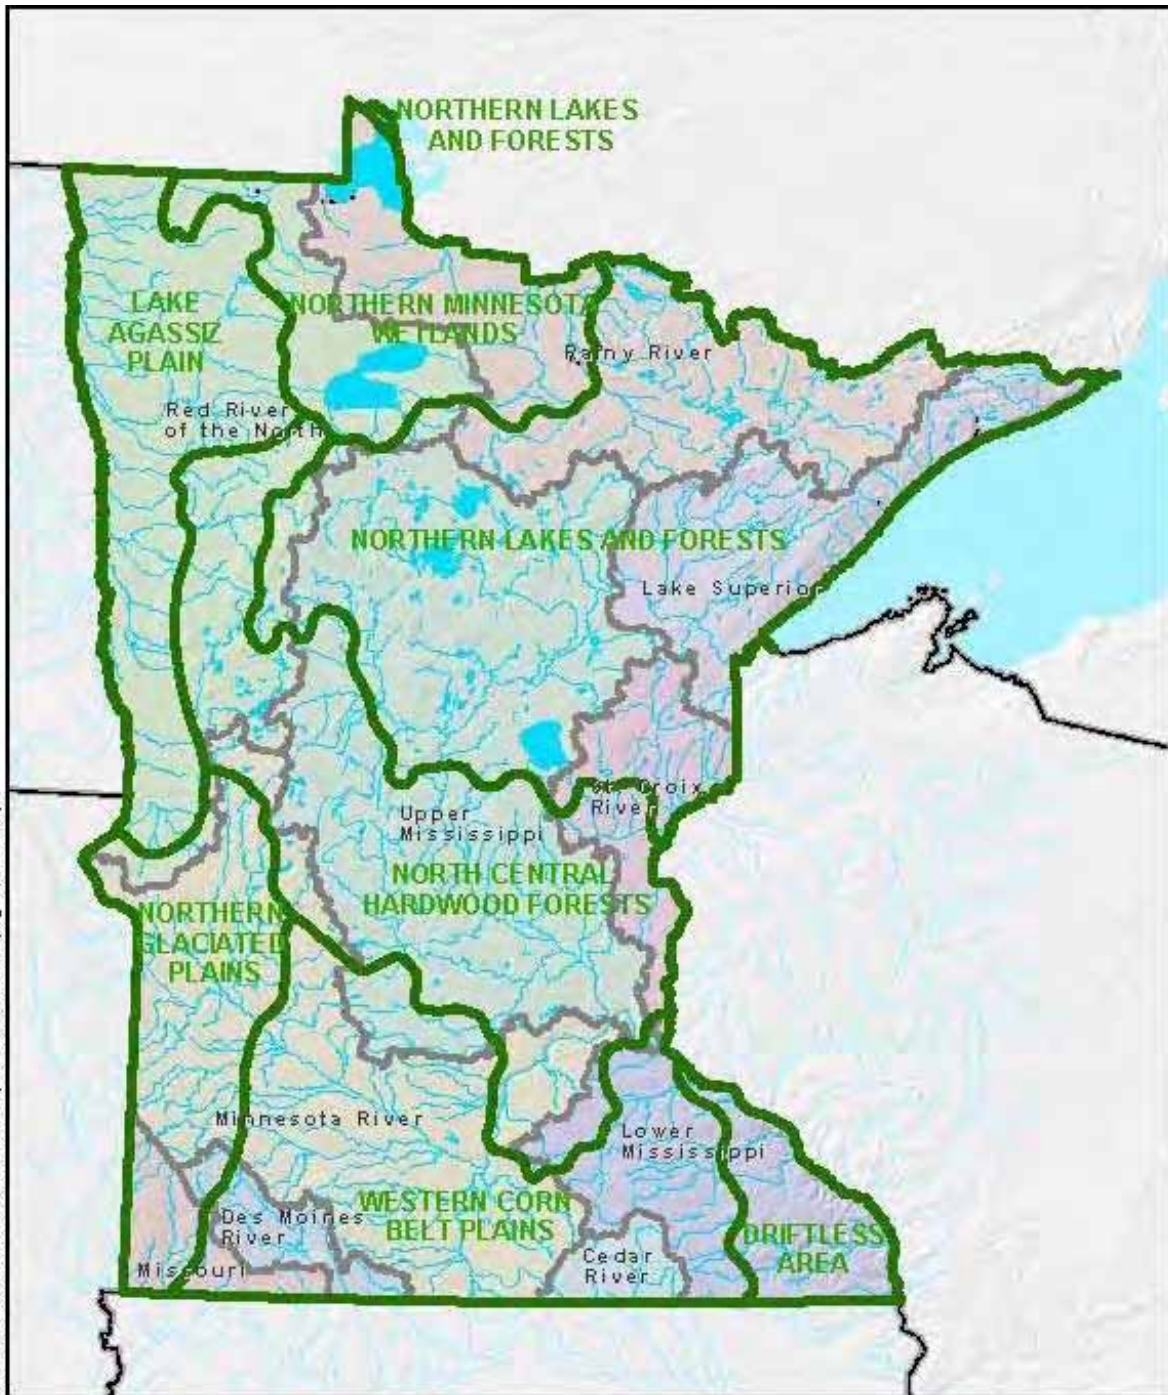 NORTHERN LAKES
AND FORESTS
LAKE
AGASSIZ
PLAIN
NORTHERN MINNESOTA
WETLANDS
Rainy River
Red River
of the North
NORTHERN LAKES AND FORESTS
Lake Superior
St. Croix
River
Upper
Mississippi
NORTH CENTRAL
HARDWOOD FORESTS
NORTHERN
GLACIATED
PLAINS
Minnesota River
Lower
Mississippi
WESTERN CORN
BELT PLAINS
Des Moines
River
DRIFTLESS
AREA
Cedar
River
Missouri